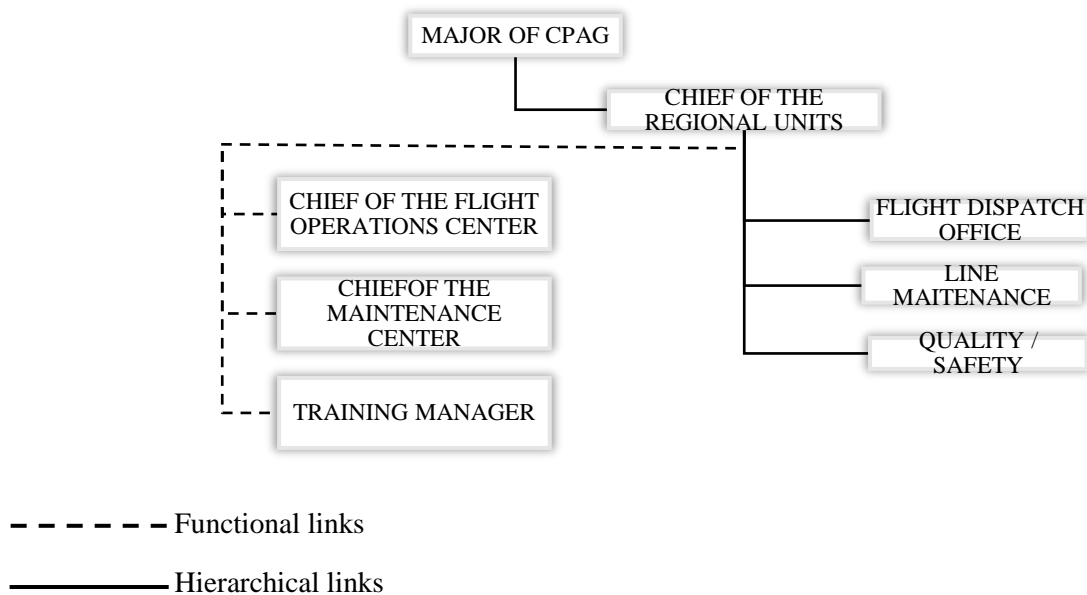 MAJOR OF CPAG
CHIEF OF THE
REGIONAL UNITS
CHIEF OF THE FLIGHT
OPERATIONS CENTER
CHIEFOF THE
MAINTENANCE
CENTER
TRAINING MANAGER
FLIGHT DISPATCH
OFFICE
LINE
MAITENANCE
QUALITY /
SAFETY
Functional links
Hierarchical links